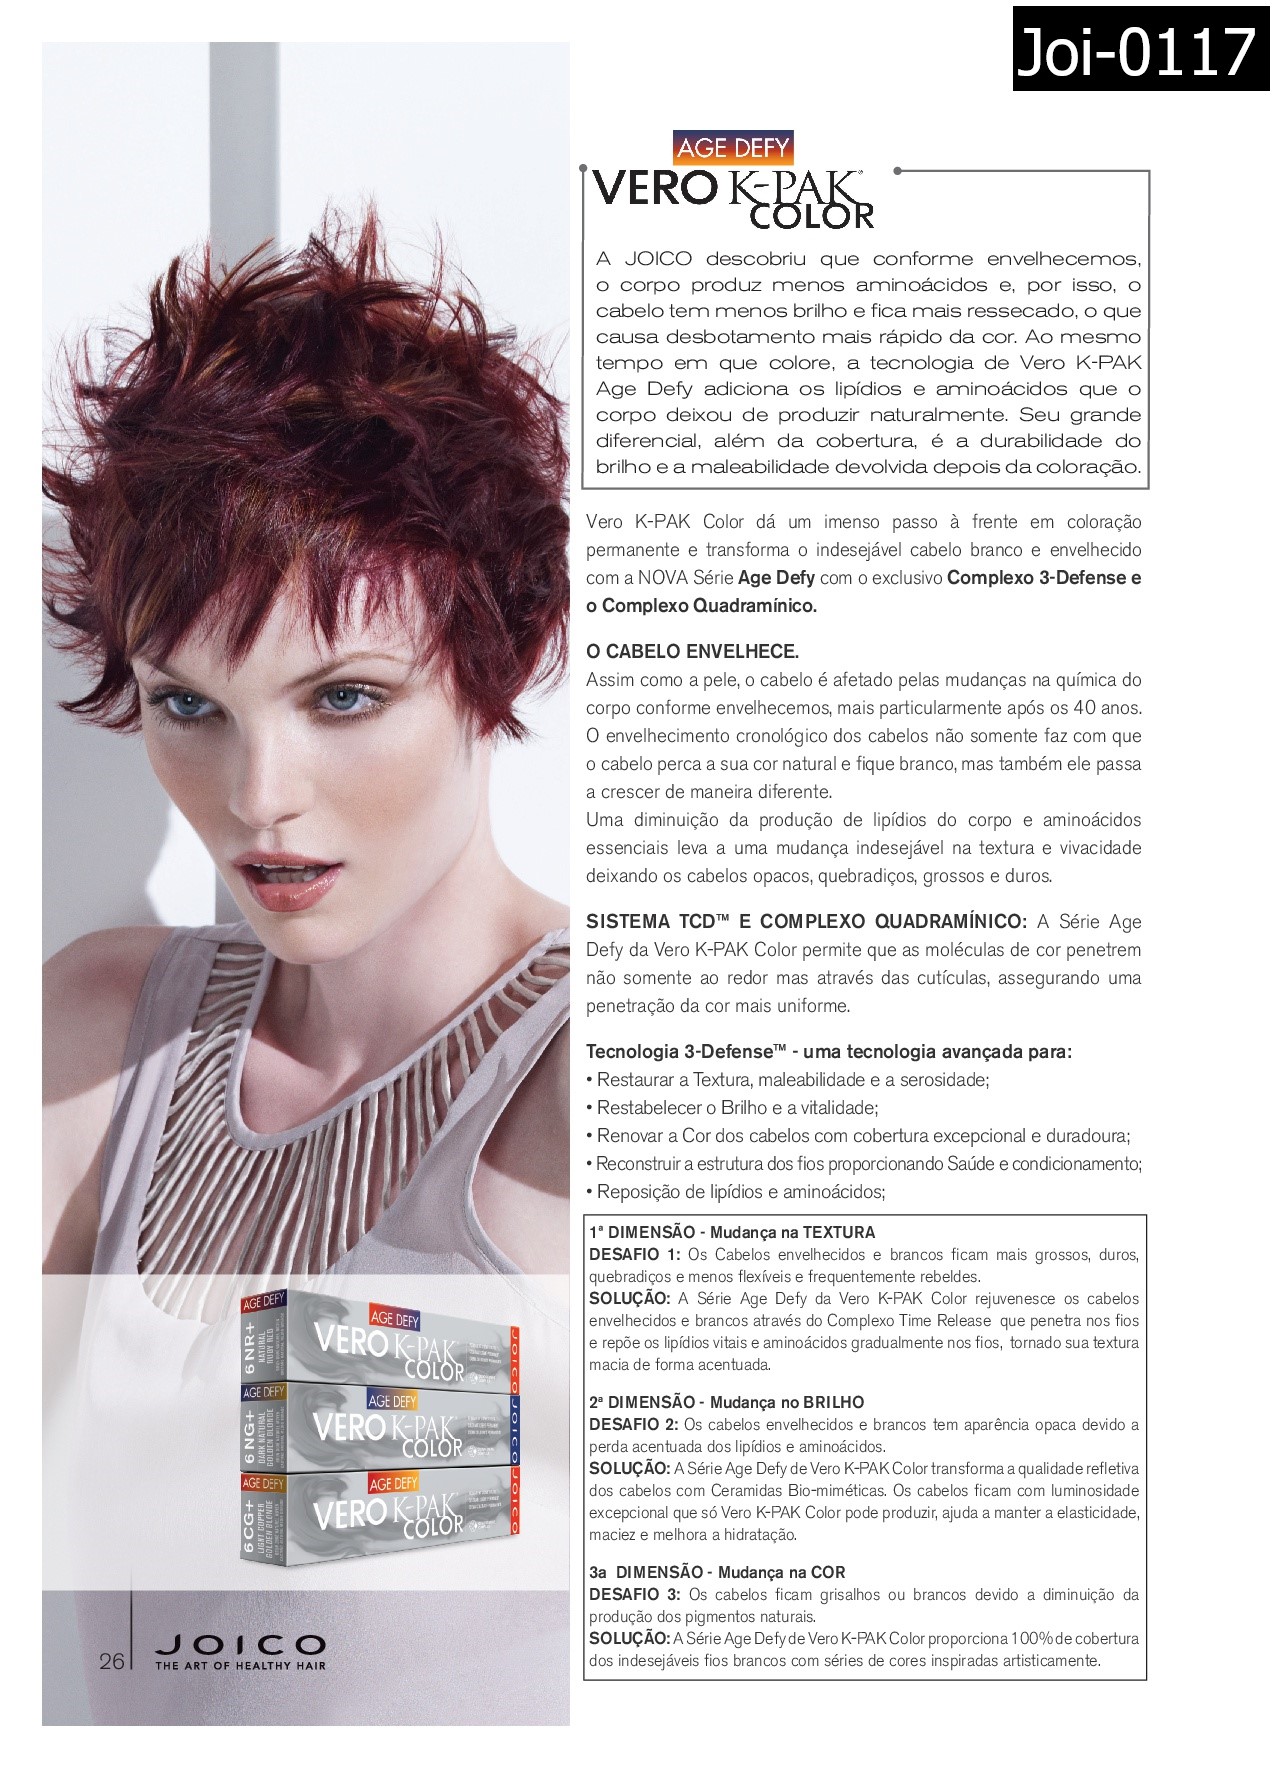 Joi-0117
AGE DEFY
VERO K-PAK®
COLOR
A JOICO descobriu que conforme envelhecemos,
o corpo produz menos aminoácidos e, por isso, o
cabelo tem menos brilho e fica mais ressecado, o que
causa desbotamento mais rápido da cor. Ao mesmo
tempo em que colore, a tecnologia de Vero K-PAK
Age Defy adiciona os lipídios e aminoácidos que o
corpo deixou de produzir naturalmente. Seu grande
diferencial, além da cobertura, é a durabilidade do
brilho e a maleabilidade devolvida depois da coloração.
Vero K-PAK Color dá um imenso passo à frente em coloração
permanente e transforma o indesejável cabelo branco e envelhecido
com a NOVA Série Age Defy com o exclusivo Complexo 3-Defense e
o Complexo Quadramínico.
O CABELO ENVELHECE.
Assim como a pele, o cabelo é afetado pelas mudanças na química do
corpo conforme envelhecemos, mais particularmente após os 40 anos.
O envelhecimento cronológico dos cabelos não somente faz com que
o cabelo perca a sua cor natural e fique branco, mas também ele passa
a crescer de maneira diferente.
Uma diminuição da produção de lipídios do corpo e aminoácidos
essenciais leva a uma mudança indesejável na textura e vivacidade
deixando os cabelos opacos, quebradiços, grossos e duros.
SISTEMA TCD™ E COMPLEXO QUADRAMÍNICO: A Série Age
Defy da Vero K-PAK Color permite que as moléculas de cor penetrem
não somente ao redor mas através das cutículas, assegurando uma
penetração da cor mais uniforme.
Tecnologia 3-Defense™ - uma tecnologia avançada para:
• Restaurar a Textura, maleabilidade e a serosidade;
• Restabelecer o Brilho e a vitalidade;
• Renovar a Cor dos cabelos com cobertura excepcional e duradoura;
• Reconstruir a estrutura dos fios proporcionando Saúde e condicionamento;
• Reposição de lipídios e aminoácidos;
1ª DIMENSÃO - Mudança na TEXTURA
DESAFIO 1: Os Cabelos envelhecidos e brancos ficam mais grossos, duros,
quebradiços e menos flexíveis e frequentemente rebeldes.
SOLUÇÃO: A Série Age Defy da Vero K-PAK Color rejuvenesce os cabelos
envelhecidos e brancos através do Complexo Time Release que penetra nos fios
e repõe os lipídios vitais e aminoácidos gradualmente nos fios, tornado sua textura
macia de forma acentuada.
2ª DIMENSÃO - Mudança no BRILHO
DESAFIO 2: Os cabelos envelhecidos e brancos tem aparência opaca devido a
perda acentuada dos lipídios e aminoácidos.
SOLUÇÃO: A Série Age Defy de Vero K-PAK Color transforma a qualidade refletiva
dos cabelos com Ceramidas Bio-miméticas. Os cabelos ficam com luminosidade
excepcional que só Vero K-PAK Color pode produzir, ajuda a manter a elasticidade,
maciez e melhora a hidratação.
3a DIMENSÃO - Mudança na COR
DESAFIO 3: Os cabelos ficam grisalhos ou brancos devido a diminuição da
produção dos pigmentos naturais.
SOLUÇÃO: A Série Age Defy de Vero K-PAK Color proporciona 100% de cobertura
dos indesejáveis fios brancos com séries de cores inspiradas artisticamente.
AGE DEFY
6 NR+
NATURAL
RUBY RED
AGE DEFY
VERO K-PAK
COLOR
JOICO
AGE DEFY
6 NG+
DARK NATURAL
GOLDEN BLONDE
AGE DEFY
VERO K-PAK
COLOR
JOICO
AGE DEFY
6 CG+
LIGHT COPPER
GOLDEN BLONDE
AGE DEFY
VERO K-PAK
COLOR
JOICO
26
JOICO
THE ART OF HEALTHY HAIR